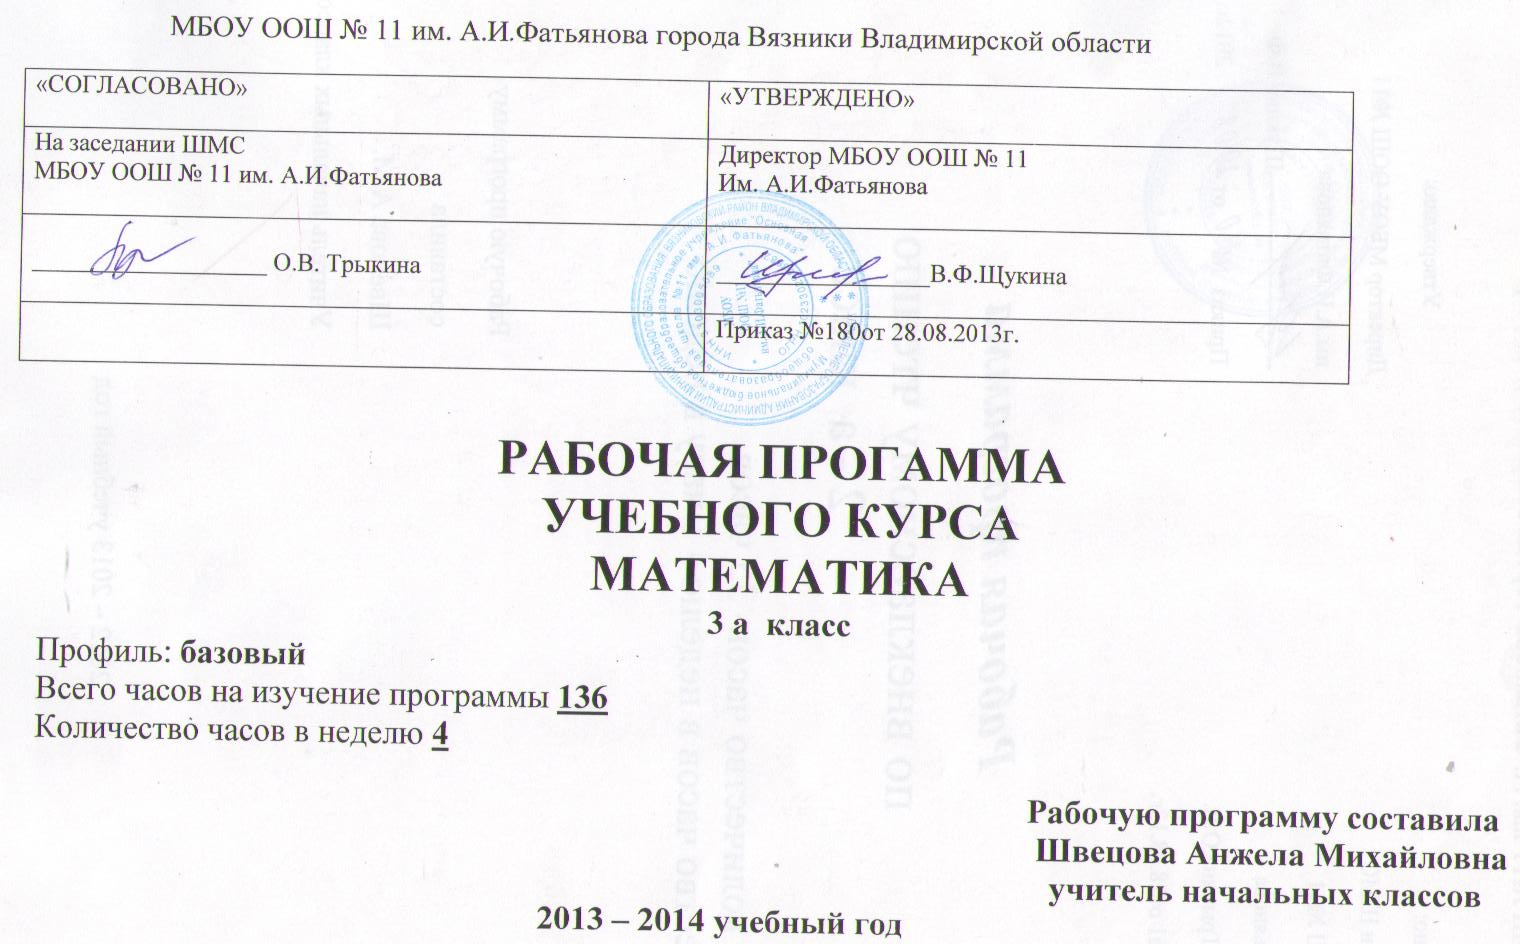 МБОУ ООШ № 11 им. А.И.Фатьянова города Вязники Владимирской области
«СОГЛАСОВАНО»
«УТВЕРЖДЕНО»
На заседании ШМС
МБОУ ООШ № 11 им. А.И.Фатьянова
Директор МБОУ ООШ № 11
Им. А.И.Фатьянова
О.В. Трыкина
В.Ф.Щукина
Приказ №180от 28.08.2013г.
РАБОЧАЯ ПРОГАММА
УЧЕБНОГО КУРСА
МАТЕМАТИКА
3 а класс
Профиль: базовый
Всего часов на изучение программы 136
Количество часов в неделю 4
Рабочую программу составила
Швецова Анжела Михайловна
учитель начальных классов
2013 – 2014 учебный год